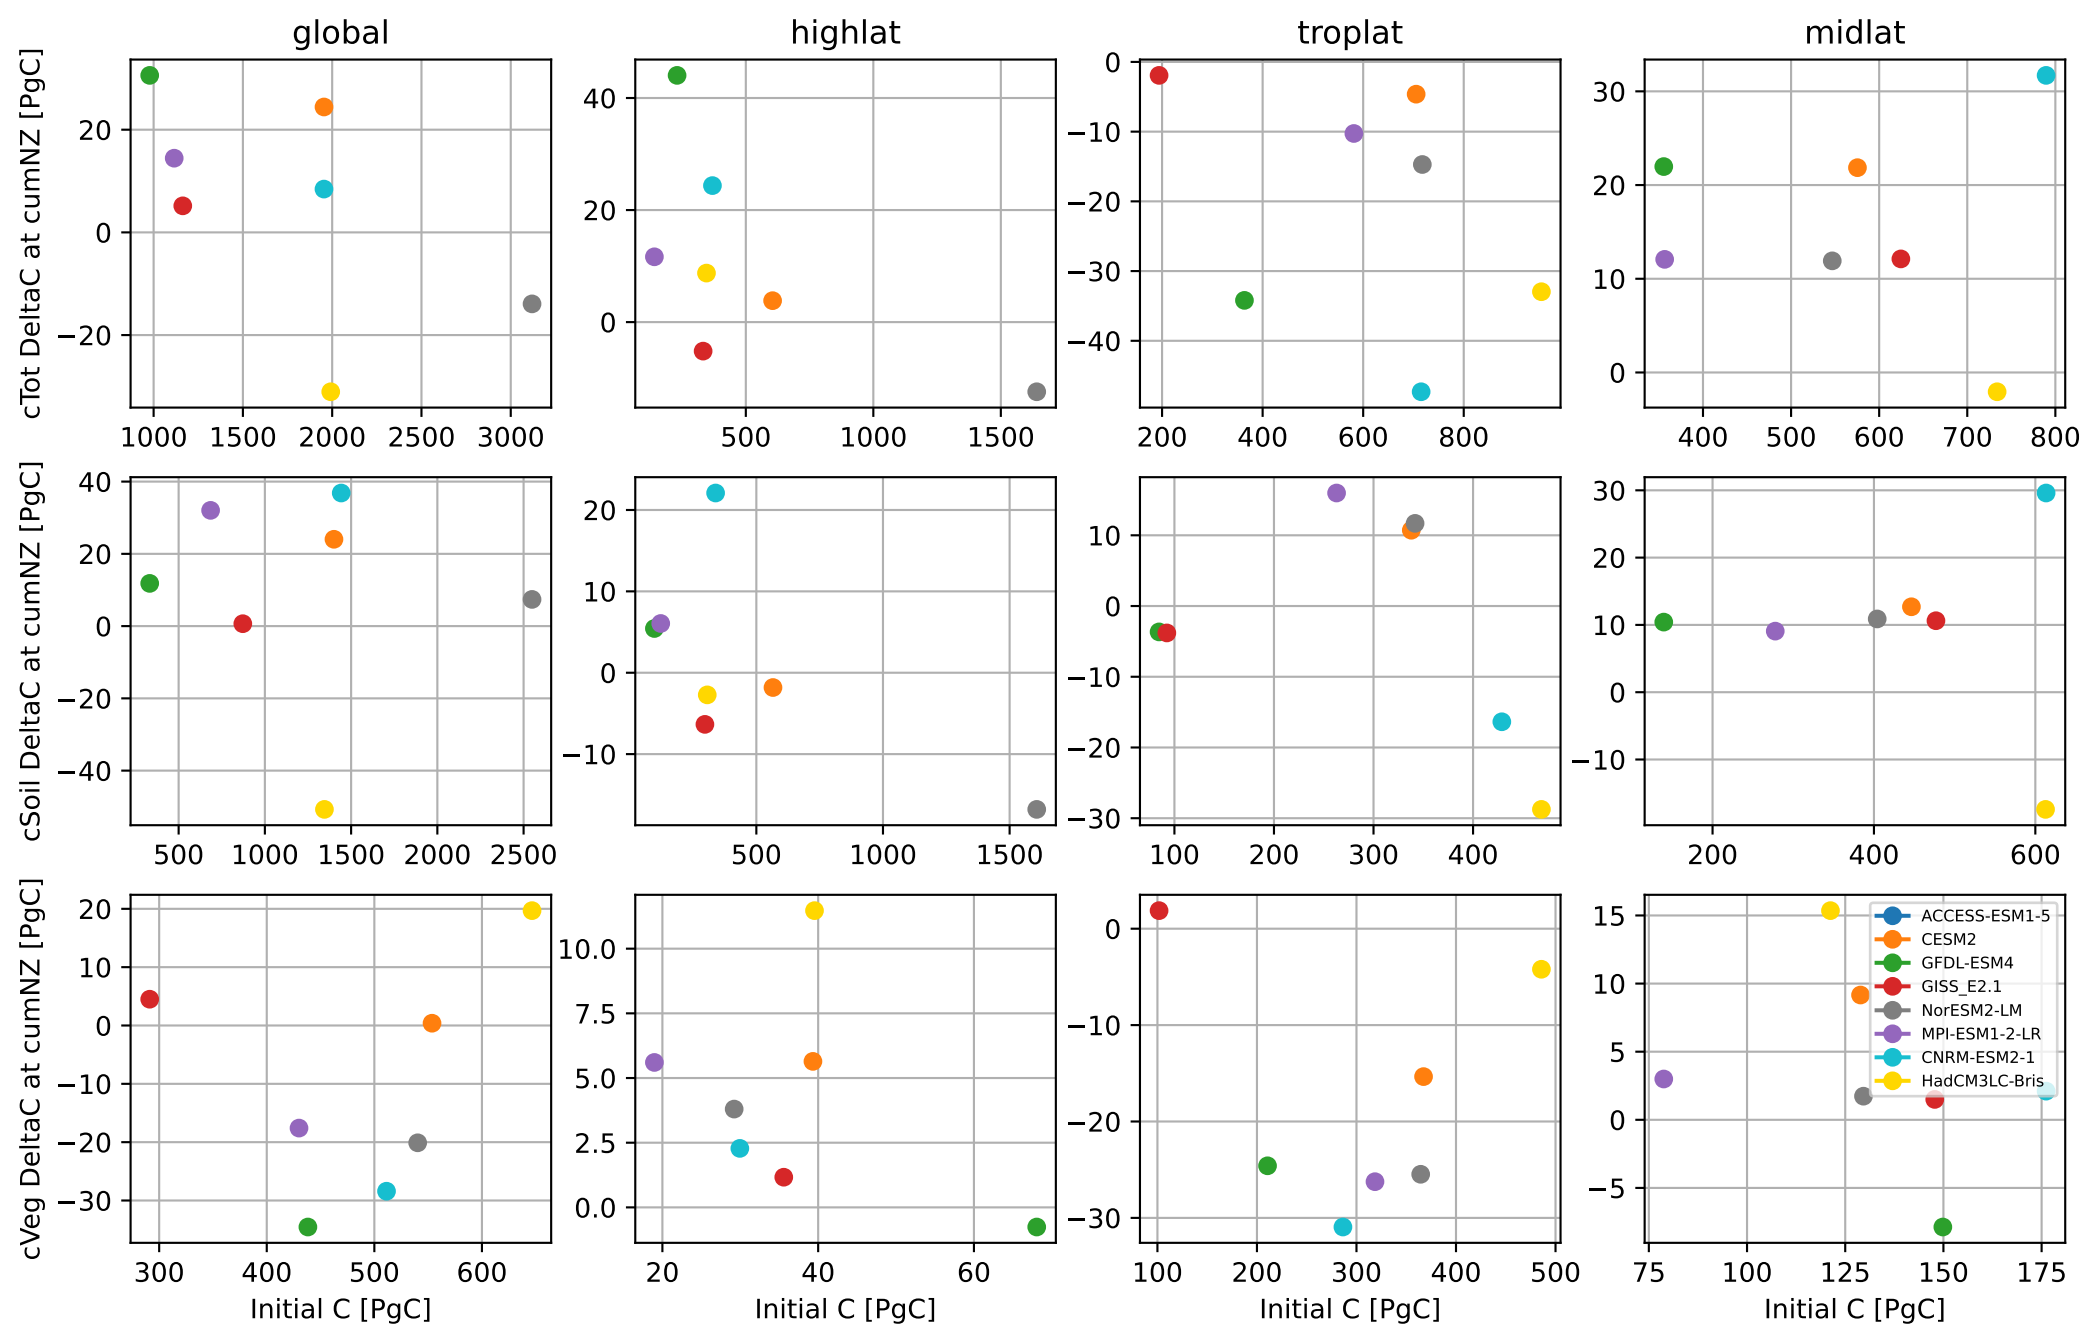 global highlat troplat midlat
cTot DeltaC at cumNZ [PgC]
20
0
−20
1000 1500 2000 2500 3000
40
20
0
500 1000 1500
0
−10
−20
−30
−40
200 400 600 800
30
20
10
0
400 500 600 700 800
cSoil DeltaC at cumNZ [PgC]
40
20
0
−20
−40
500 1000 1500 2000 2500
20
10
0
−10
500 1000 1500
10
0
−10
−20
−30
100 200 300 400
30
20
10
0
−10
200 400 600
cVeg DeltaC at cumNZ [PgC]
20
10
0
−10
−20
−30
300 400 500 600
Initial C [PgC]
10.0
7.5
5.0
2.5
0.0
20 40 60
Initial C [PgC]
0
−10
−20
−30
100 200 300 400 500
Initial C [PgC]
15
10
5
0
−5
75 100 125 150 175
Initial C [PgC]
ACCESS-ESM1-5
CESM2
GFDL-ESM4
GISS_E2.1
NorESM2-LM
MPI-ESM1-2-LR
CNRM-ESM2-1
HadCM3LC-Bris